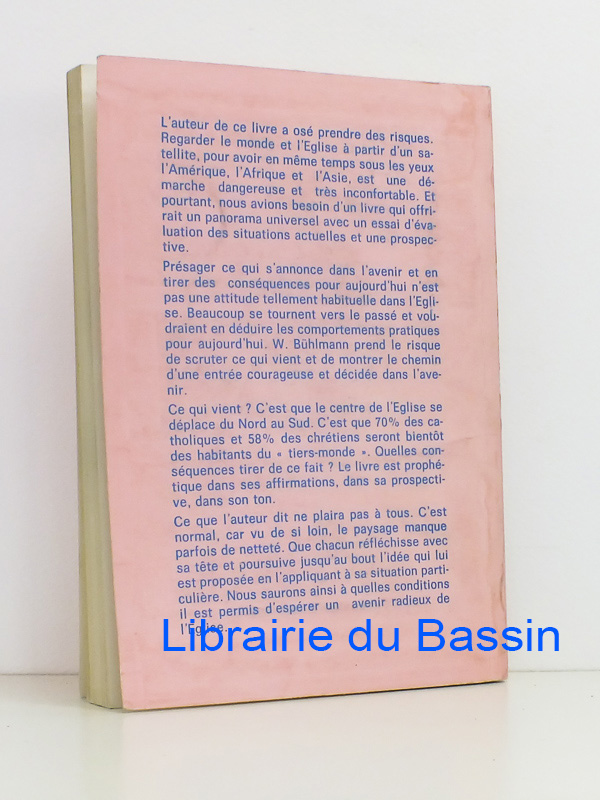 L'auteur de ce livre a osé prendre des risques.
Regarder le monde et l'Eglise à partir d'un sa-
tellite, pour avoir en même temps sous les yeux
l'Amérique, l'Afrique et l'Asie, est une dé-
marche dangereuse et très inconfortable. Et
pourtant, nous avions besoin d'un livre qui offri-
rait un panorama universel avec un essai d'éva-
luation des situations actuelles et une prospec-
tive.
Présager ce qui s'annonce dans l'avenir et en
tirer des conséquences pour aujourd'hui n'est
pas une attitude tellement habituelle dans l'Egli-
se. Beaucoup se tournent vers le passé et vou-
draient en déduire les comportements pratiques
pour aujourd'hui. W. Bühlmann prend le risque
de scruter ce qui vient et de montrer le chemin
d'une entrée courageuse et décidée dans l'ave-
nir.
Ce qui vient ? C'est que le centre de l'Eglise se
déplace du Nord au Sud. C'est que 70% des ca-
tholiques et 58% des chrétiens seront bientôt
des habitants du « tiers-monde ». Quelles con-
séquences tirer de ce fait ? Le livre est prophé-
tique dans ses affirmations, dans sa prospecti-
ve, dans son ton.
Ce que l'auteur dit ne plaira pas à tous. C'est
normal, car vu de si loin, le paysage manque
parfois de netteté. Que chacun réfléchisse avec
sa tête et poursuive jusqu'au bout l'idée qui lui
est proposée en l'appliquant à sa situation parti-
culière. Nous saurons ainsi à quelles conditions
il est permis d'espérer un avenir radieux de
l'Eglise.
Librairie du Bassin